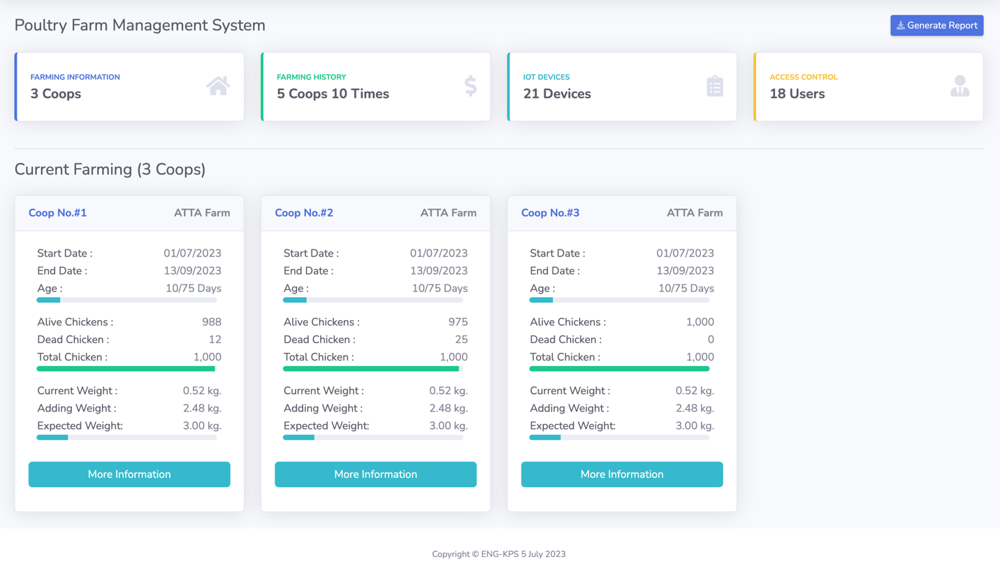 Poultry Farm Management System
Generate Report
FARMING INFORMATION
3 Coops
FARMING HISTORY
5 Coops 10 Times
IOT DEVICES
21 Devices
ACCESS CONTROL
18 Users
Current Farming (3 Coops)
Coop No.#1 ATTA Farm
Start Date : 01/07/2023
End Date : 13/09/2023
Age : 10/75 Days
Alive Chickens : 988
Dead Chicken : 12
Total Chicken : 1,000
Current Weight : 0.52 kg.
Adding Weight : 2.48 kg.
Expected Weight: 3.00 kg.
More Information
Coop No.#2 ATTA Farm
Start Date : 01/07/2023
End Date : 13/09/2023
Age : 10/75 Days
Alive Chickens : 975
Dead Chicken : 25
Total Chicken : 1,000
Current Weight : 0.52 kg.
Adding Weight : 2.48 kg.
Expected Weight: 3.00 kg.
More Information
Coop No.#3 ATTA Farm
Start Date : 01/07/2023
End Date : 13/09/2023
Age : 10/75 Days
Alive Chickens : 1,000
Dead Chicken : 0
Total Chicken : 1,000
Current Weight : 0.52 kg.
Adding Weight : 2.48 kg.
Expected Weight: 3.00 kg.
More Information
Copyright © ENG-KPS 5 July 2023